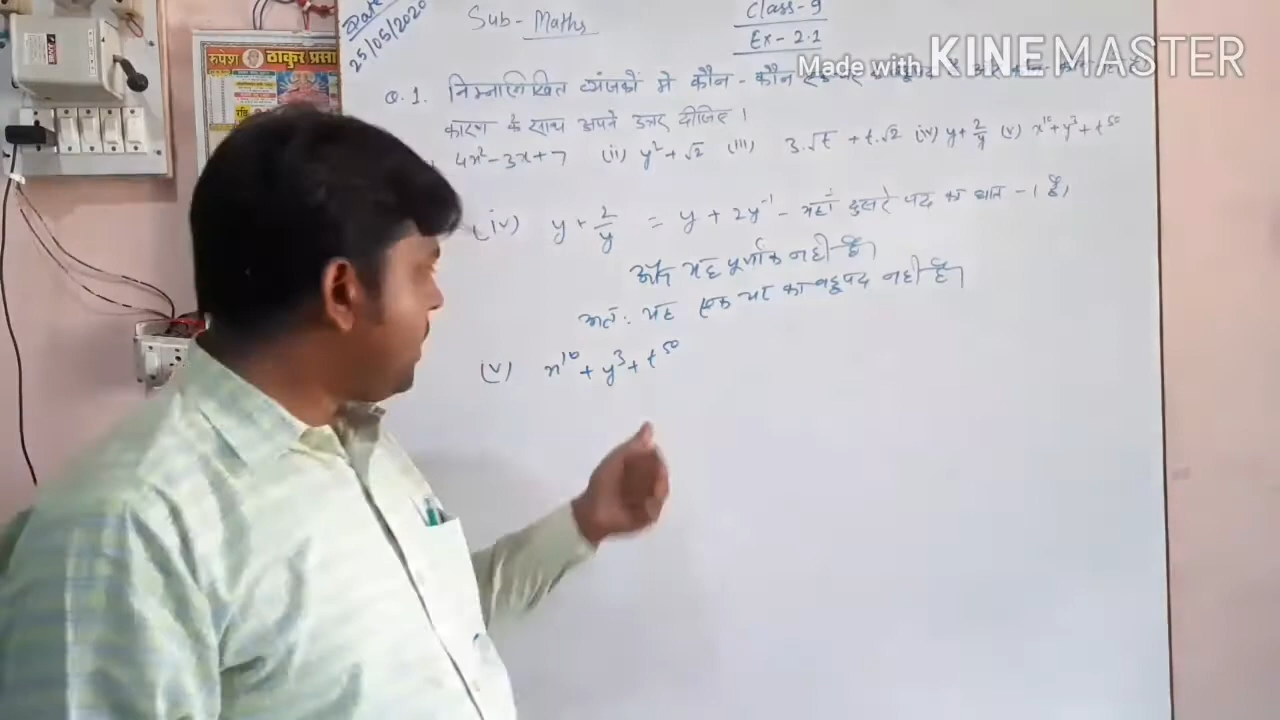 Date
25/05/2020
Sub - Maths
Class - 9
Ex - 2.1
Made with KINEMASTER
रुपेश ठाकुर प्रसा
Q.1. निम्नलिखित व्यंजकों में कौन - कौन
कारण के साथ अपने उत्तर दीजिए।
4x² - 3x + 7 (ii) y² + √2 (iii) 3.√t + t.√2 (iv) y + 2/y (v) x¹⁰ + y³ + t⁵⁰
(iv) y + 2/y = y + 2y⁻¹ - यहाँ दुसरे पद का घात -1 है।
और यह पूर्णांक नहीं है।
अतः यह एक चर का बहुपद नहीं है।
(v) x¹⁰ + y³ + t⁵⁰